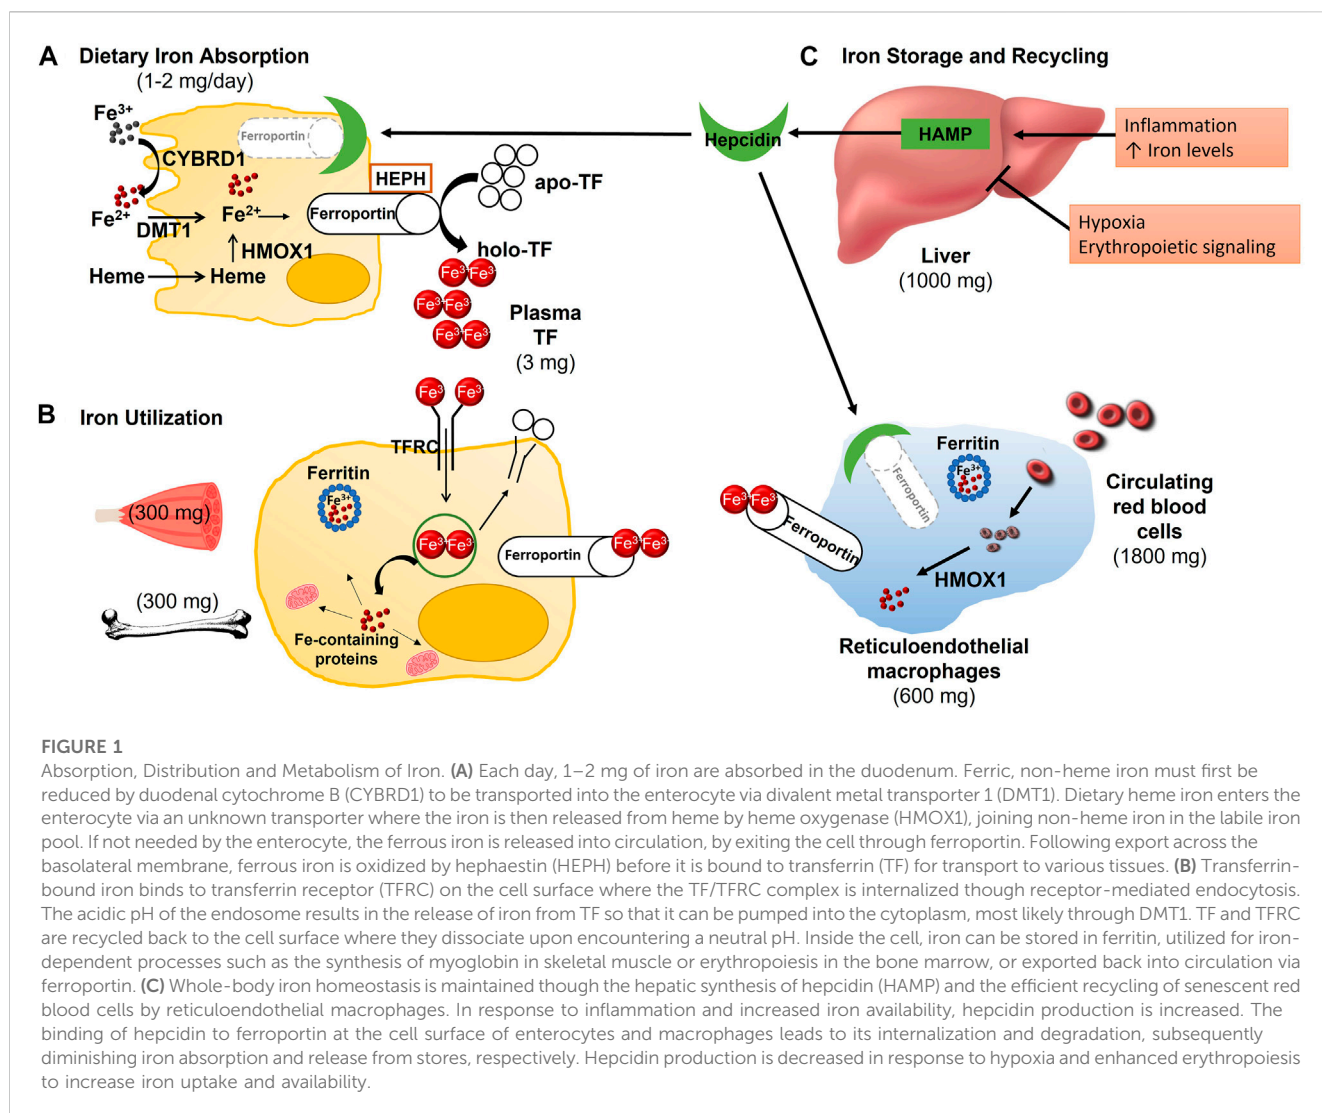 A Dietary Iron Absorption
(1-2 mg/day)
Fe3+
CYBRD1
Fe2+
DMT1
Fe2+
HMOX1
Heme
Heme
Ferroportin
HEPH
Ferroportin
apo-TF
holo-TF
Fe3+ Fe3+
Fe3+ Fe3+
Fe3+ Fe3+
Plasma
TF
(3 mg)
C Iron Storage and Recycling
Hepcidin
HAMP
Inflammation
↑ Iron levels
Hypoxia
Erythropoietic signaling
Liver
(1000 mg)
B Iron Utilization
(300 mg)
(300 mg)
Fe3+ Fe3+
TFRC
Ferritin
Fe3+
Fe3+ Fe3+
Fe-containing
proteins
Ferroportin
Fe3+ Fe3+
Fe3+ Fe3+
Ferroportin
Ferroportin
Ferritin
Fe3+
HMOX1
Circulating
red blood
cells
(1800 mg)
Reticuloendothelial
macrophages
(600 mg)
FIGURE 1
Absorption, Distribution and Metabolism of Iron. (A) Each day, 1–2 mg of iron are absorbed in the duodenum. Ferric, non-heme iron must first be
reduced by duodenal cytochrome B (CYBRD1) to be transported into the enterocyte via divalent metal transporter 1 (DMT1). Dietary heme iron enters the
enterocyte via an unknown transporter where the iron is then released from heme by heme oxygenase (HMOX1), joining non-heme iron in the labile iron
pool. If not needed by the enterocyte, the ferrous iron is released into circulation, by exiting the cell through ferroportin. Following export across the
basolateral membrane, ferrous iron is oxidized by hephaestin (HEPH) before it is bound to transferrin (TF) for transport to various tissues. (B) Transferrin-
bound iron binds to transferrin receptor (TFRC) on the cell surface where the TF/TFRC complex is internalized though receptor-mediated endocytosis.
The acidic pH of the endosome results in the release of iron from TF so that it can be pumped into the cytoplasm, most likely through DMT1. TF and TFRC
are recycled back to the cell surface where they dissociate upon encountering a neutral pH. Inside the cell, iron can be stored in ferritin, utilized for iron-
dependent processes such as the synthesis of myoglobin in skeletal muscle or erythropoiesis in the bone marrow, or exported back into circulation via
ferroportin. (C) Whole-body iron homeostasis is maintained though the hepatic synthesis of hepcidin (HAMP) and the efficient recycling of senescent red
blood cells by reticuloendothelial macrophages. In response to inflammation and increased iron availability, hepcidin production is increased. The
binding of hepcidin to ferroportin at the cell surface of enterocytes and macrophages leads to its internalization and degradation, subsequently
diminishing iron absorption and release from stores, respectively. Hepcidin production is decreased in response to hypoxia and enhanced erythropoiesis
to increase iron uptake and availability.